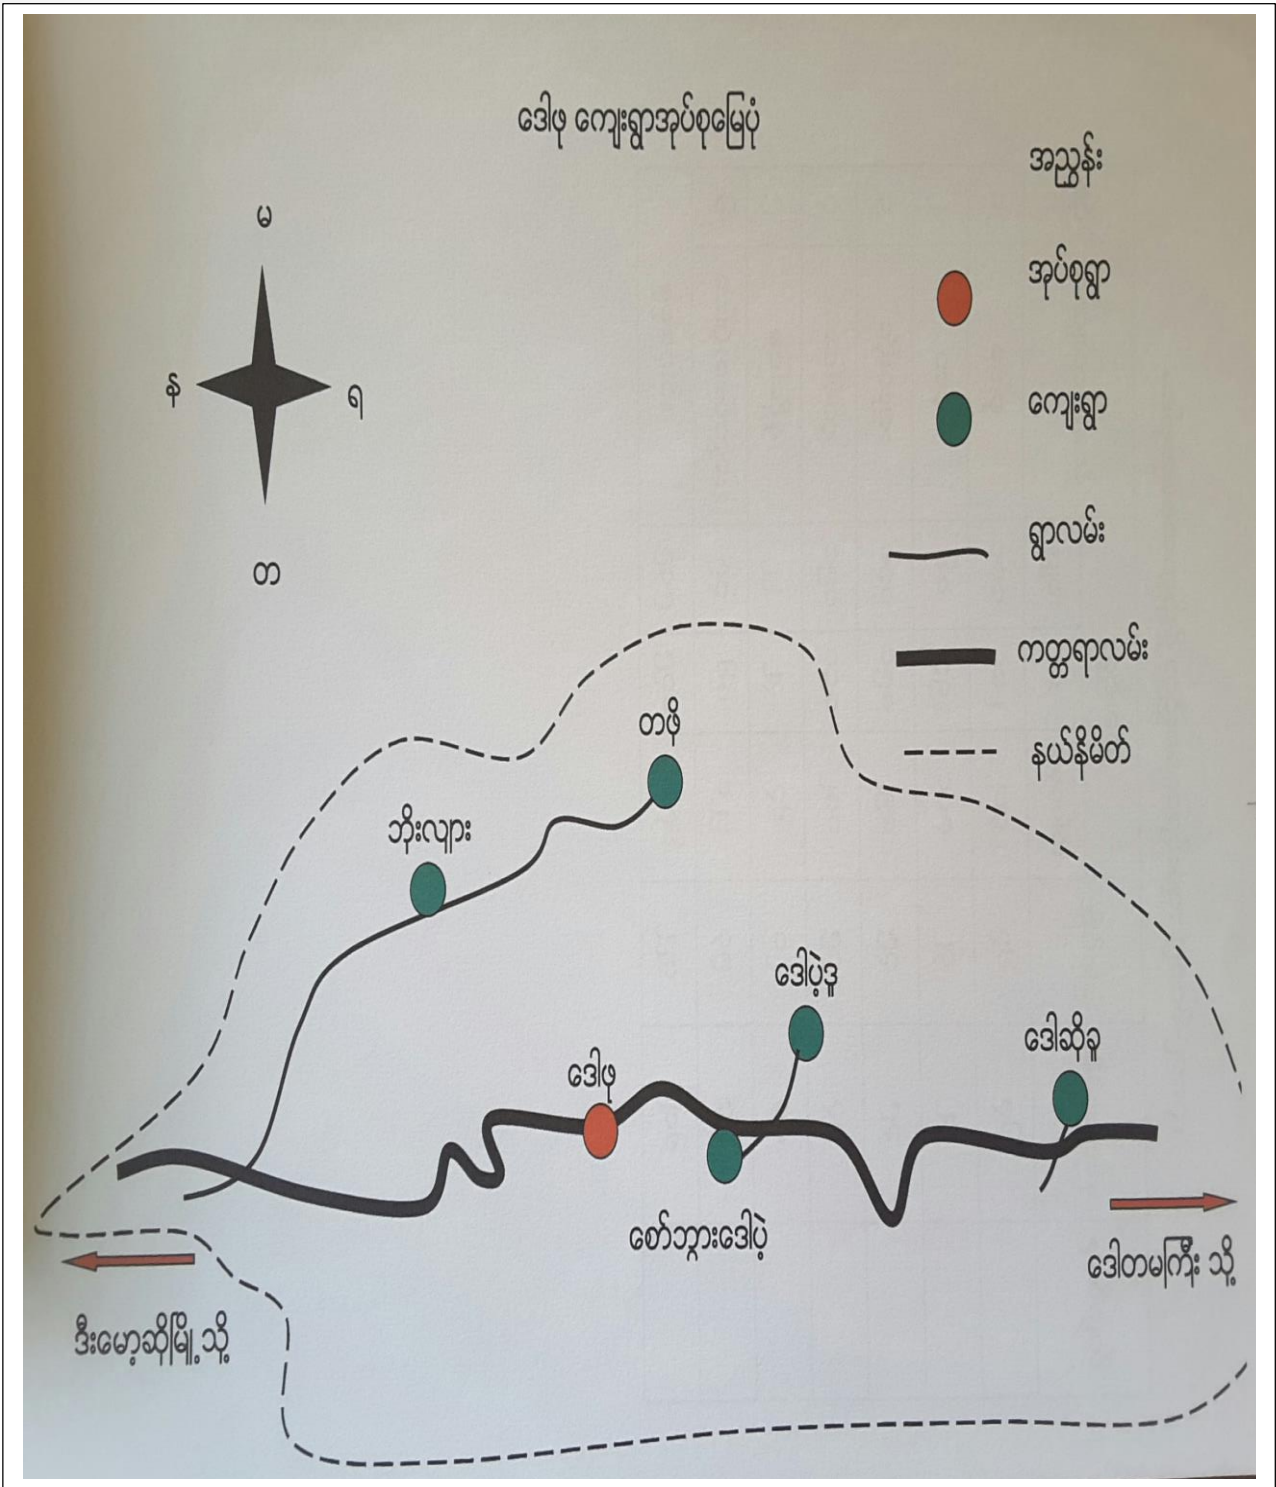 ဒေါဖု ကျေးရွာအုပ်စုမြေပုံ
အညွှန်း
မ
အုပ်စုရွာ
န
ရ
ကျေးရွာ
ရွာလမ်း
တ
ကတ္တရာလမ်း
နယ်နိမိတ်
တဖို
ဘိုးလျား
ဒေါပွဲ့ဒူ
ဒေါဆိုခူ
ဒေါဖု
စော်ဘွားဒေါပွဲ့
ဒေါတမကြီး သို့
ဒီးမော့ဆိုမြို့ သို့